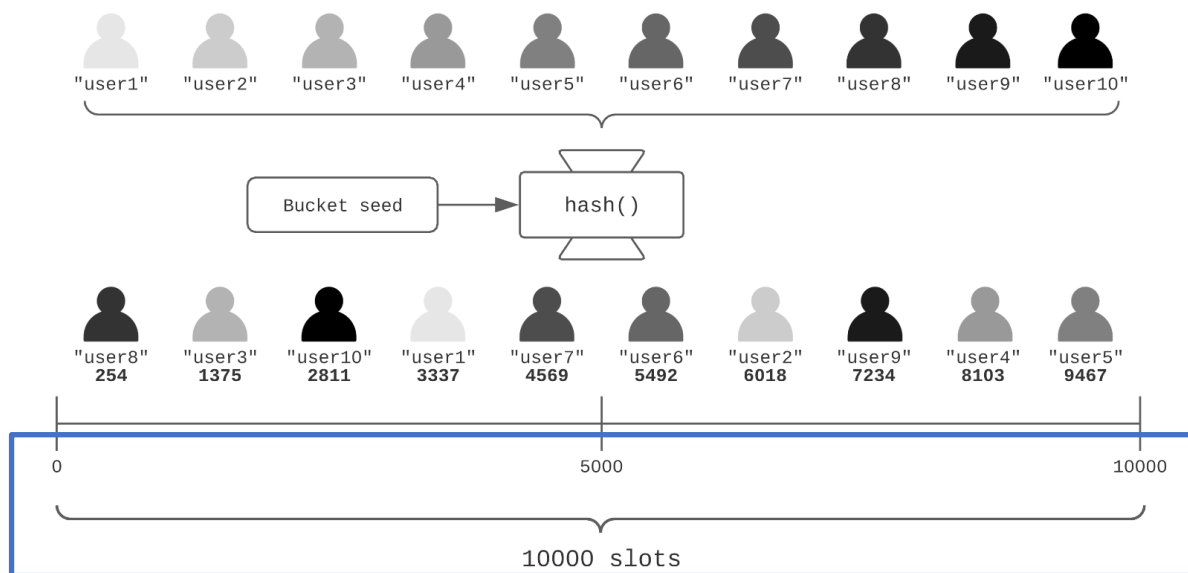 "user1" "user2" "user3" "user4" "user5" "user6" "user7" "user8" "user9" "user10"
Bucket seed
hash()
"user8" "user3" "user10" "user1" "user7" "user6" "user2" "user9" "user4" "user5"
254 1375 2811 3337 4569 5492 6018 7234 8103 9467
0 5000 10000
10000 slots